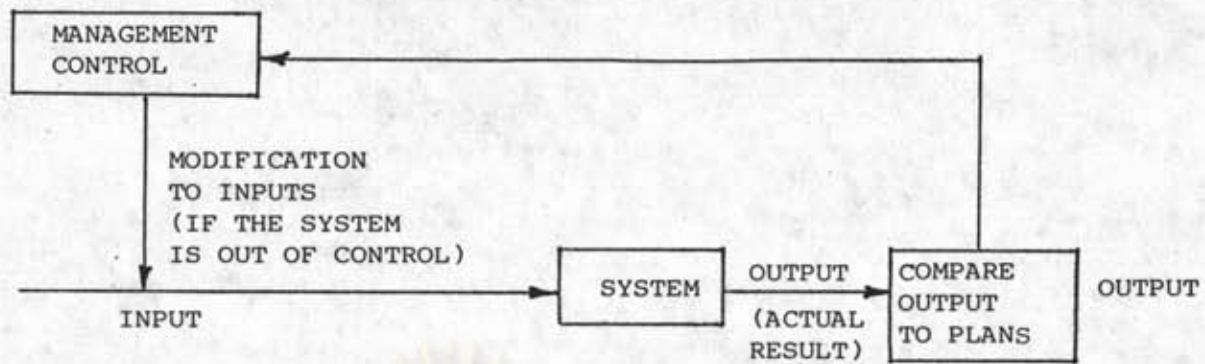 MANAGEMENT
CONTROL
MODIFICATION
TO INPUTS
(IF THE SYSTEM
IS OUT OF CONTROL)
INPUT
SYSTEM
OUTPUT
(ACTUAL
RESULT)
COMPARE
OUTPUT
TO PLANS
OUTPUT